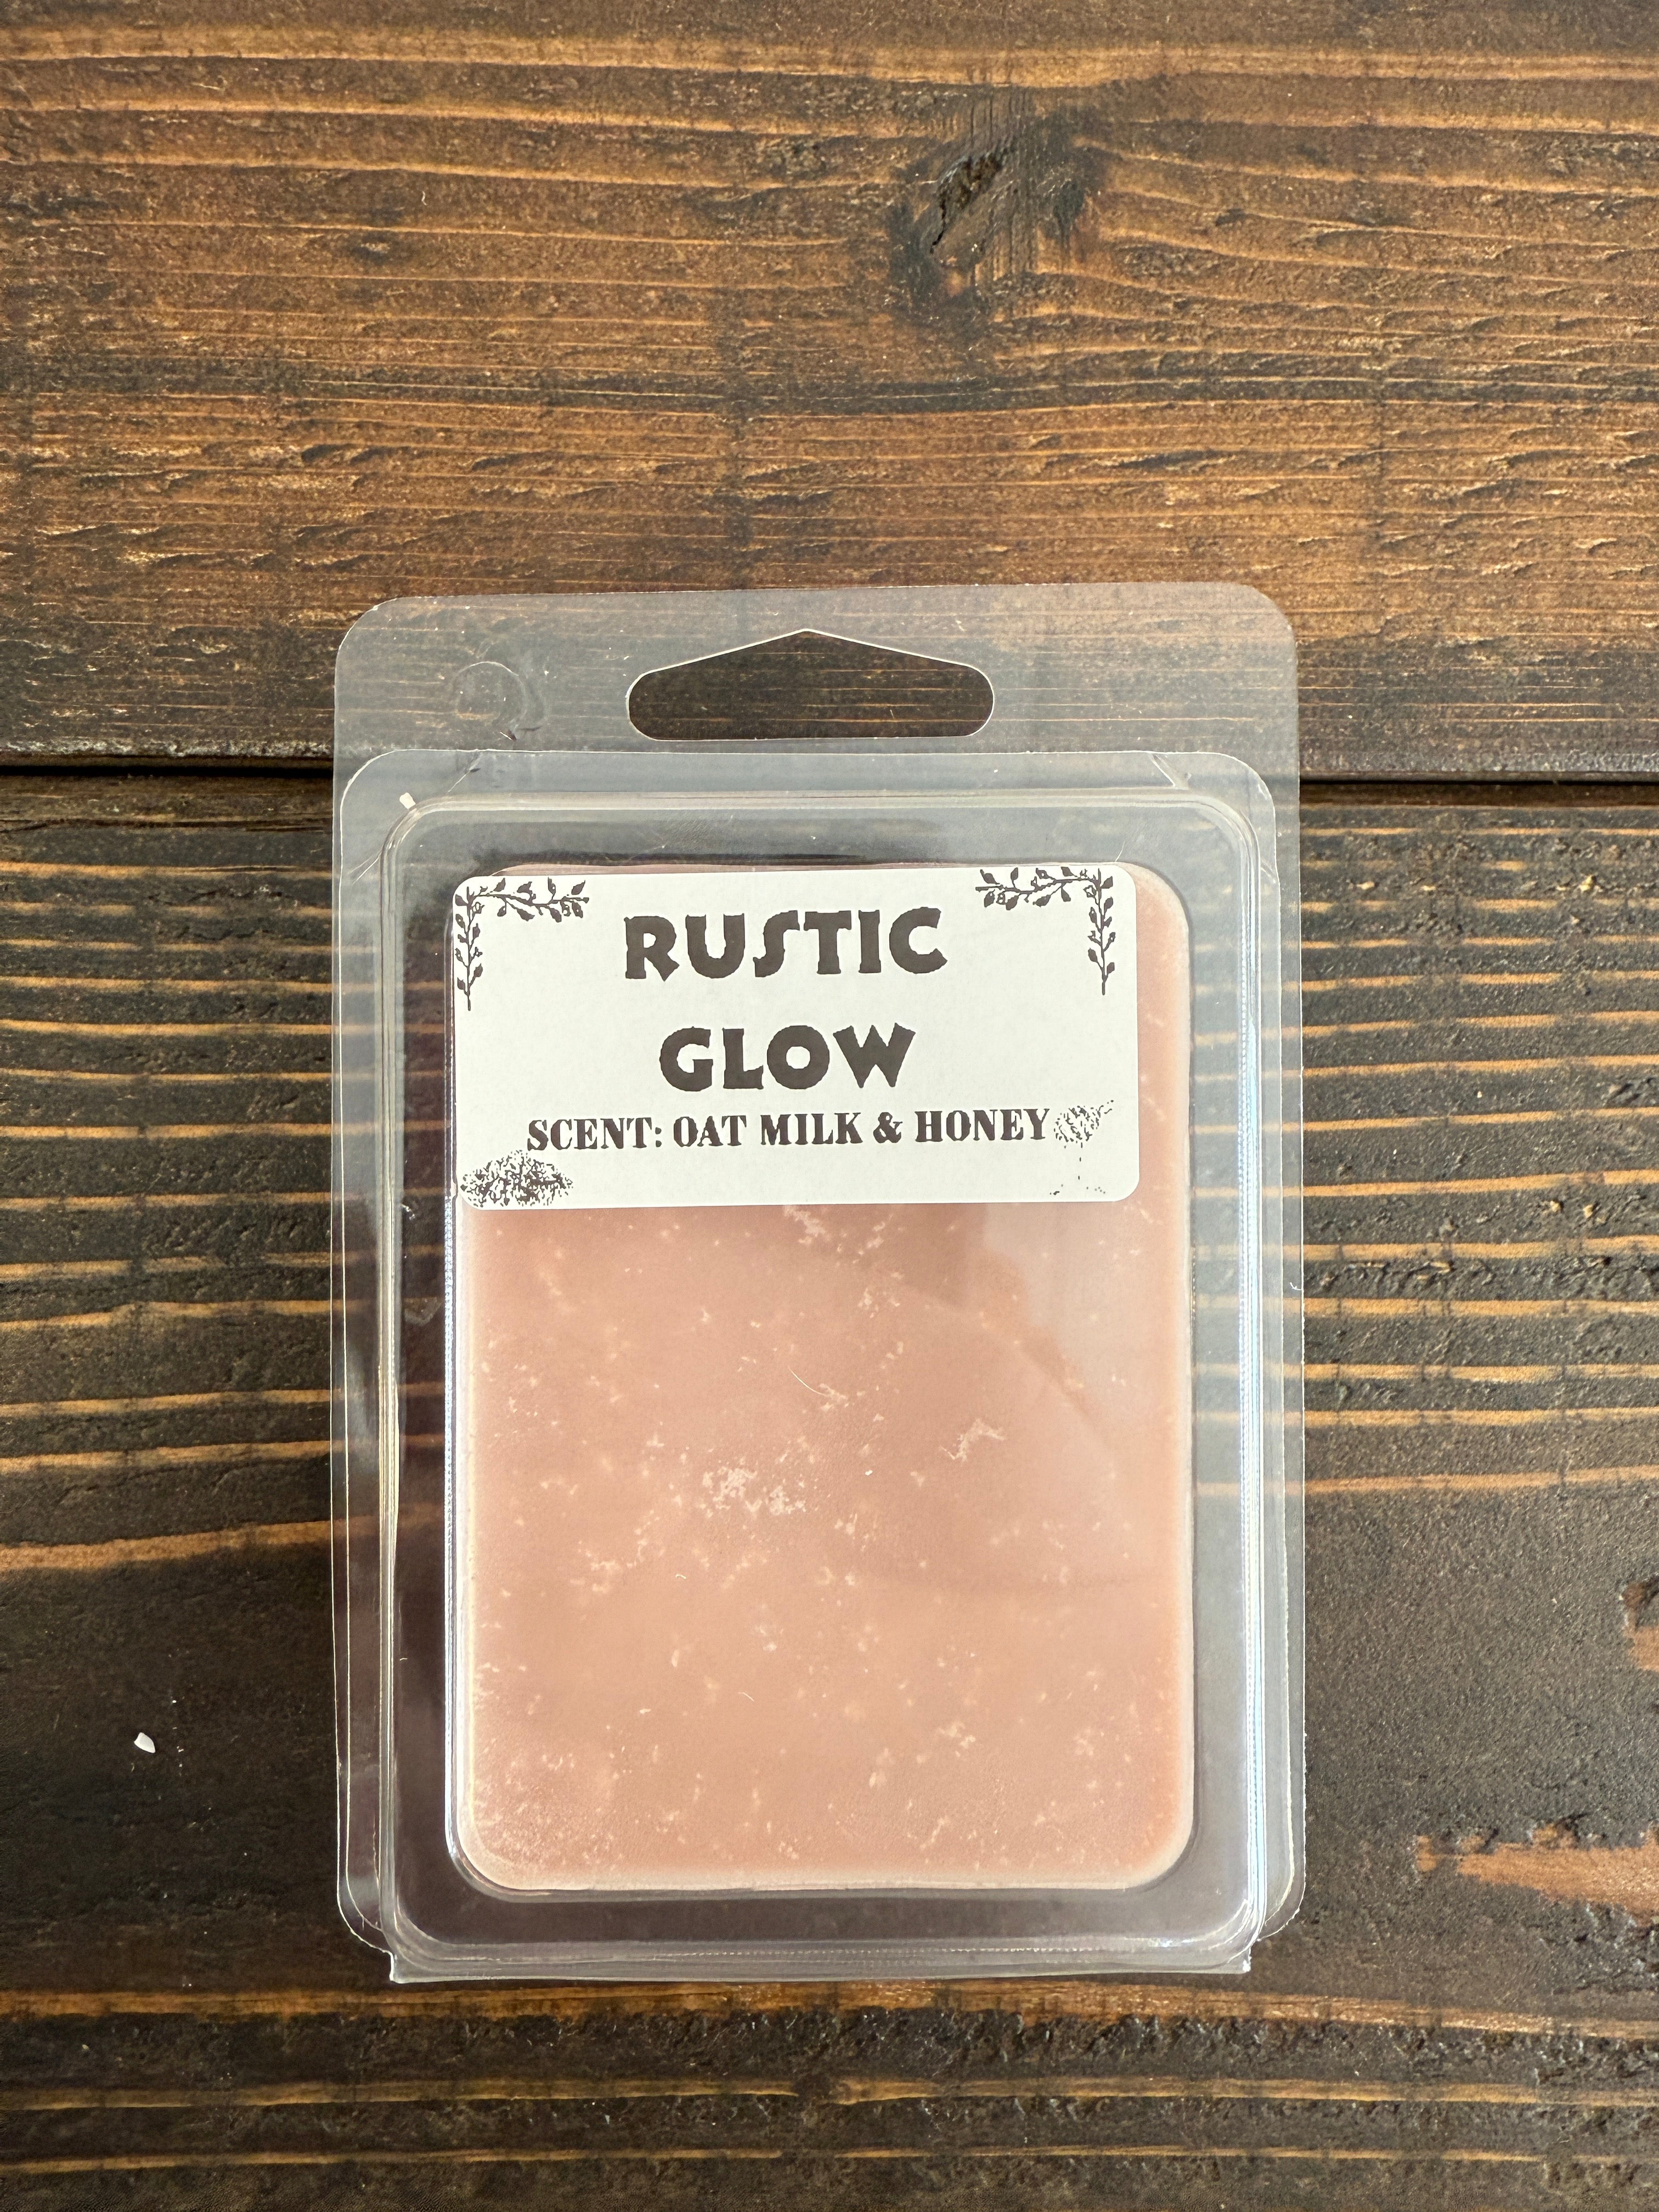 RUSTIC
GLOW
SCENT: OAT MILK & HONEY